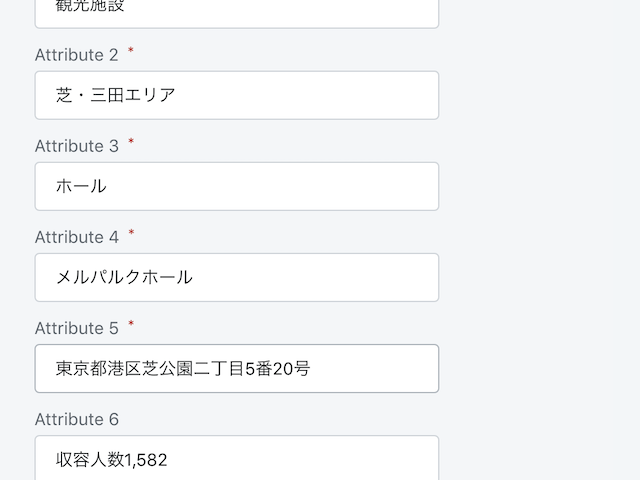 観光施設
Attribute 2 *
芝・三田エリア
Attribute 3 *
ホール
Attribute 4 *
メルパルクホール
Attribute 5 *
東京都港区芝公園二丁目5番20号
Attribute 6
収容人数1,582